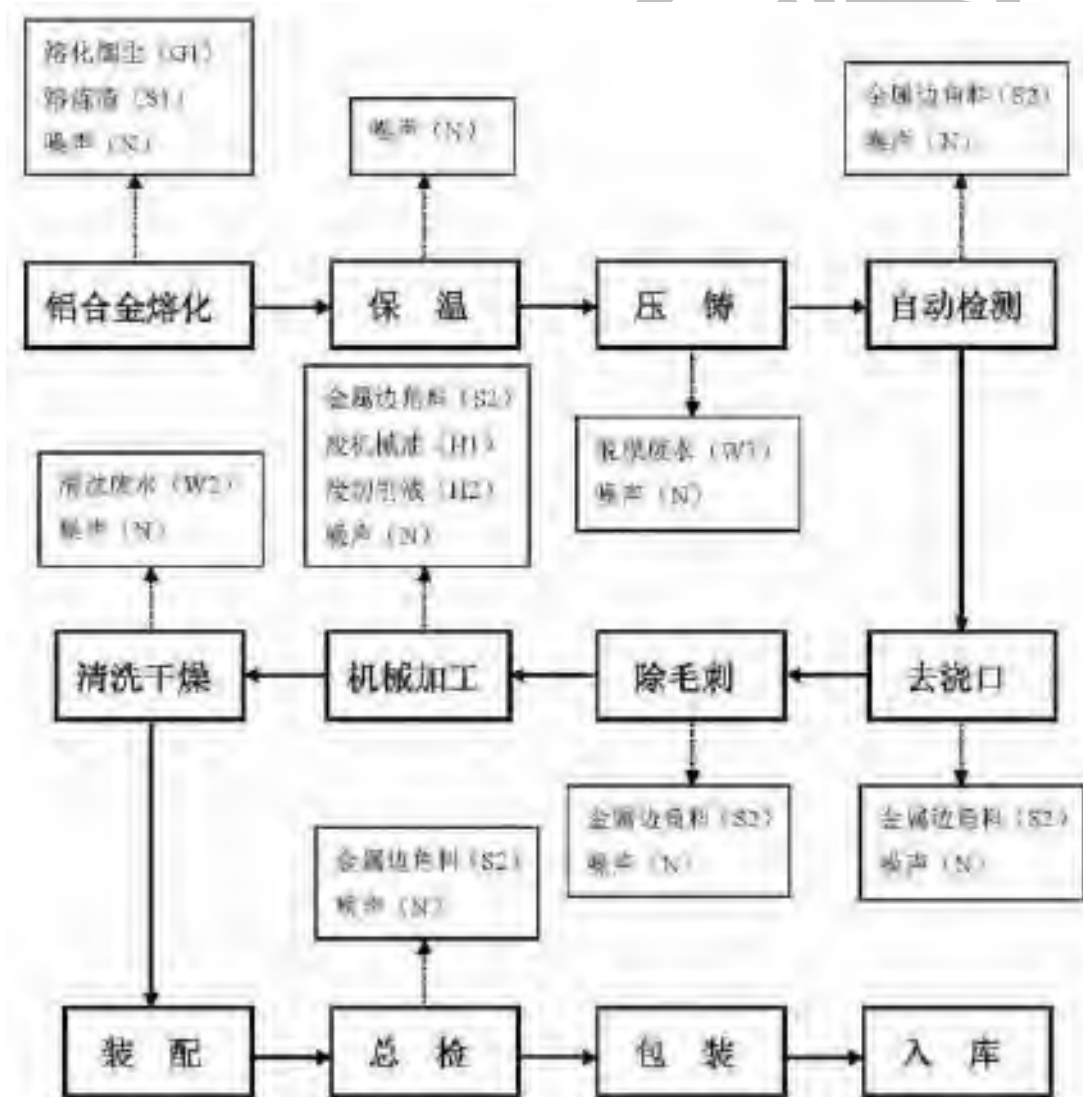 熔化烟尘（G1）
熔炼渣（S1）
噪声（N）
噪声（N）
金属边角料（S2）
噪声（N）
铝合金熔化
保 温
压 铸
自动检测
金属边角料（S2）
废机械油（H1）
废切削液（H2）
噪声（N）
脱膜废水（W1）
噪声（N）
清洗废水（W2）
噪声（N）
清洗干燥
机械加工
除毛刺
去浇口
金属边角料（S2）
噪声（N）
金属边角料（S2）
噪声（N）
金属边角料（S2）
噪声（N）
装 配
总 检
包 装
入 库